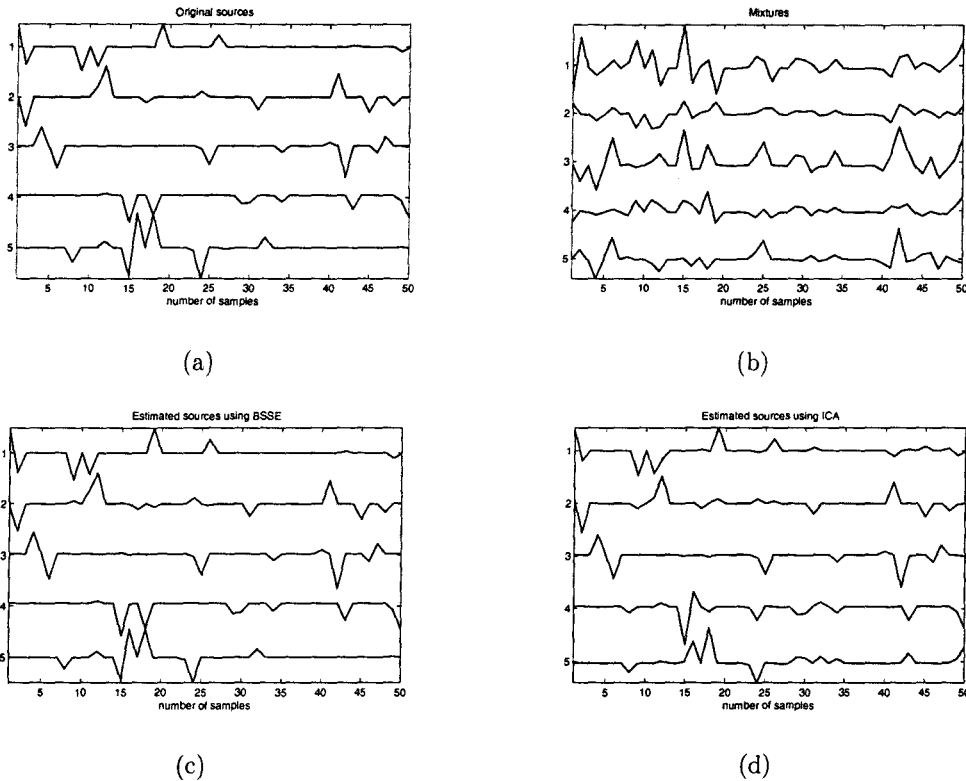 Original sources
1
2
3
4
5
5 10 15 20 25 30 35 40 45 50
number of samples
(a)
Mixtures
1
2
3
4
5
5 10 15 20 25 30 35 40 45 50
number of samples
(b)
Estimated sources using BSSE
1
2
3
4
5
5 10 15 20 25 30 35 40 45 50
number of samples
(c)
Estimated sources using ICA
1
2
3
4
5
5 10 15 20 25 30 35 40 45 50
number of samples
(d)